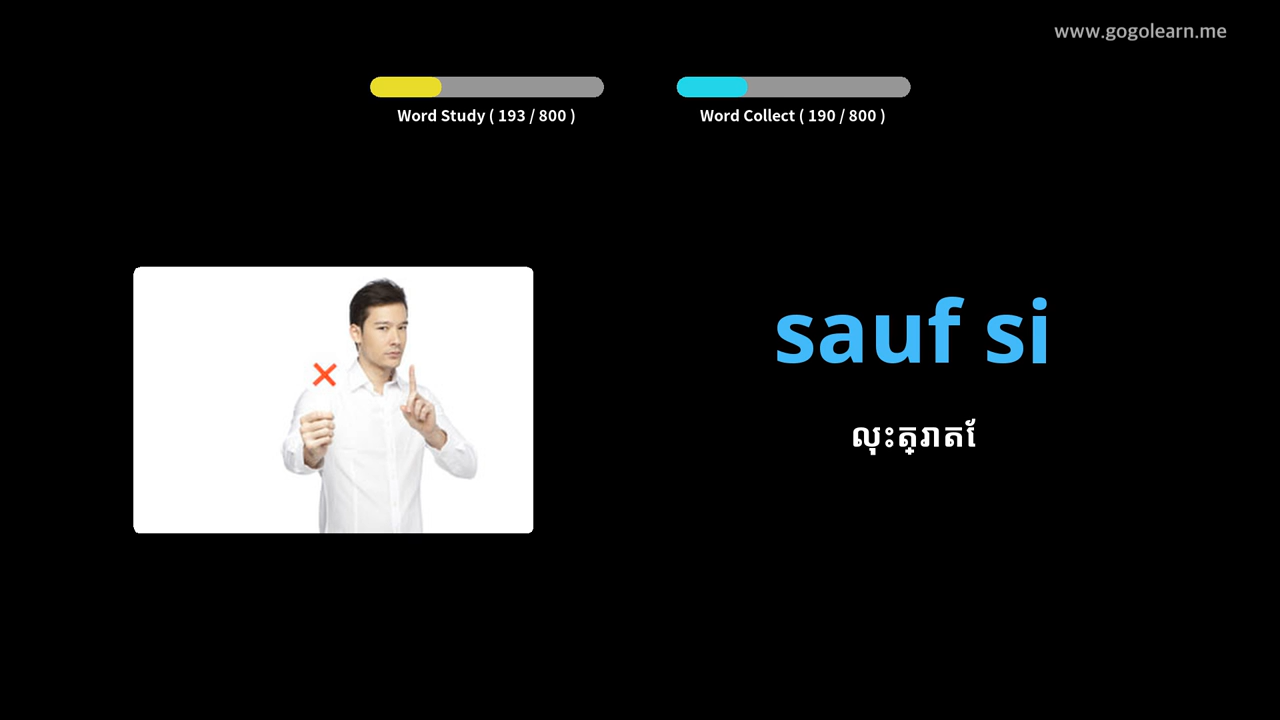 www.gogolearn.me
Word Study ( 193 / 800 )
Word Collect ( 190 / 800 )
sauf si
លុះត្រាតែ